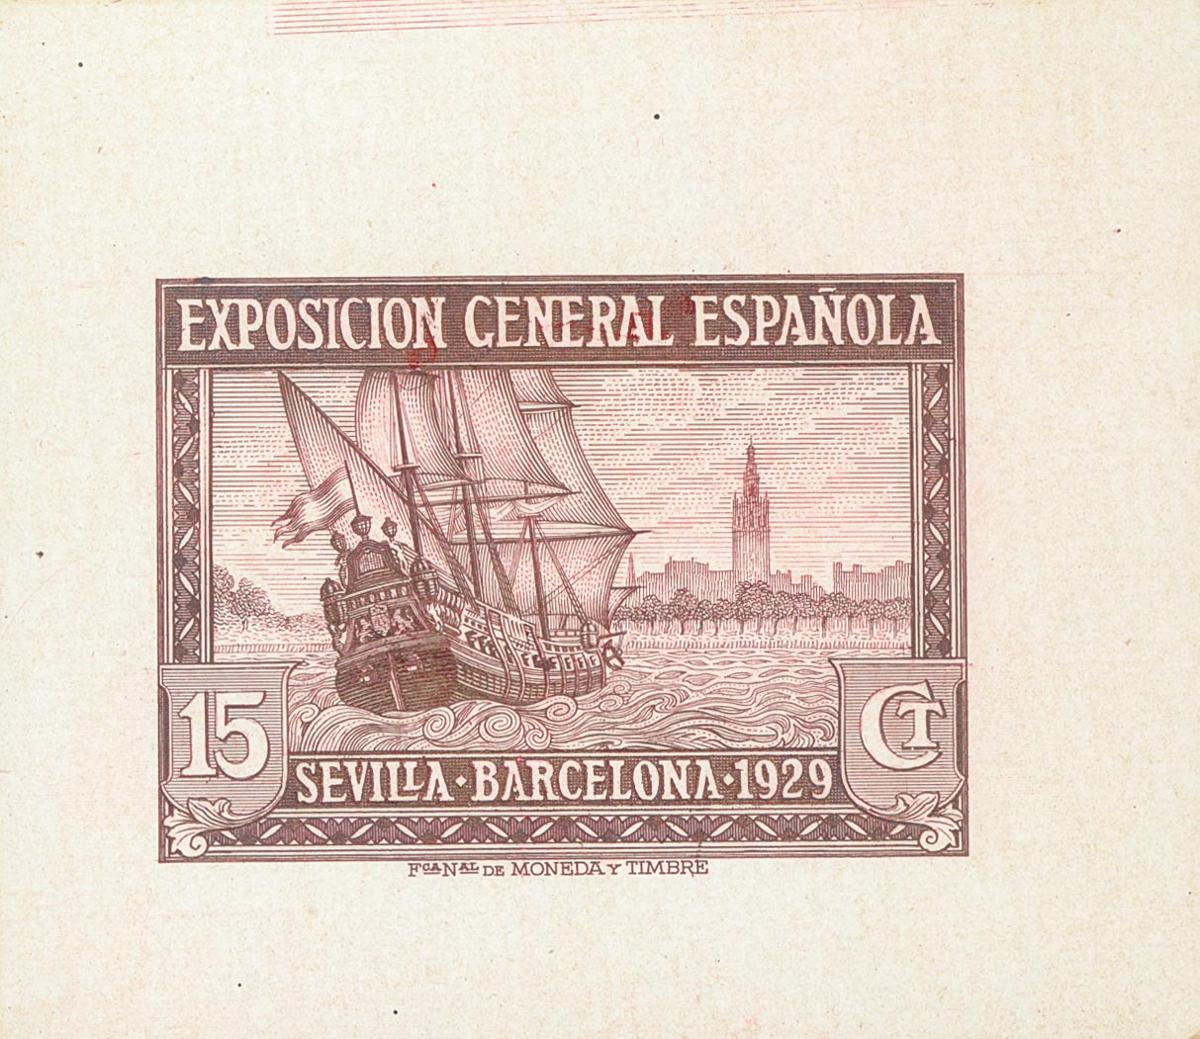 EXPOSICION GENERAL ESPAÑOLA
15
CT
SEVILLA·BARCELONA·1929
FCA NAL DE MONEDA Y TIMBRE